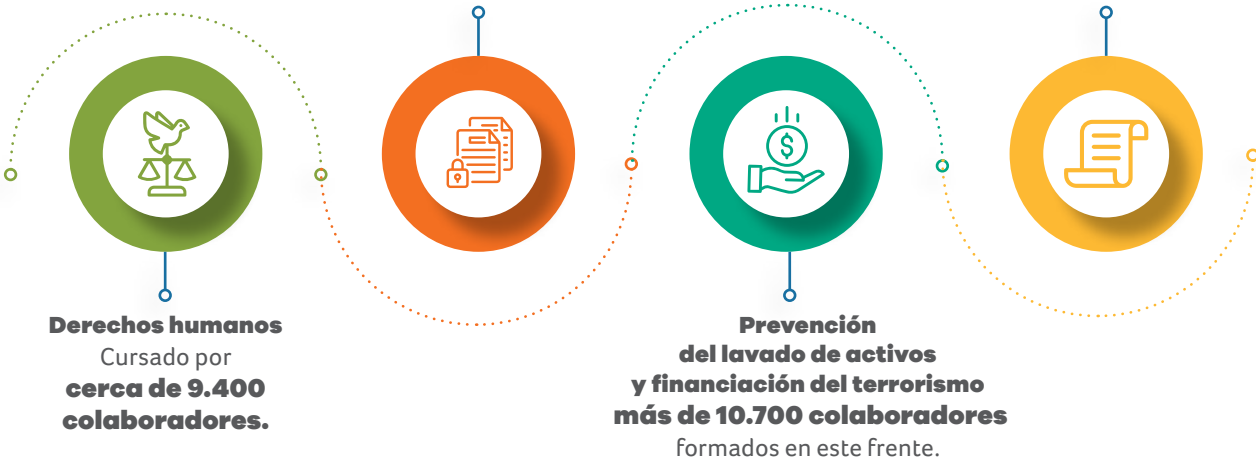 Derechos humanos
Cursado por
cerca de 9.400
colaboradores.
Prevención
del lavado de activos
y financiación del terrorismo
más de 10.700 colaboradores
formados en este frente.